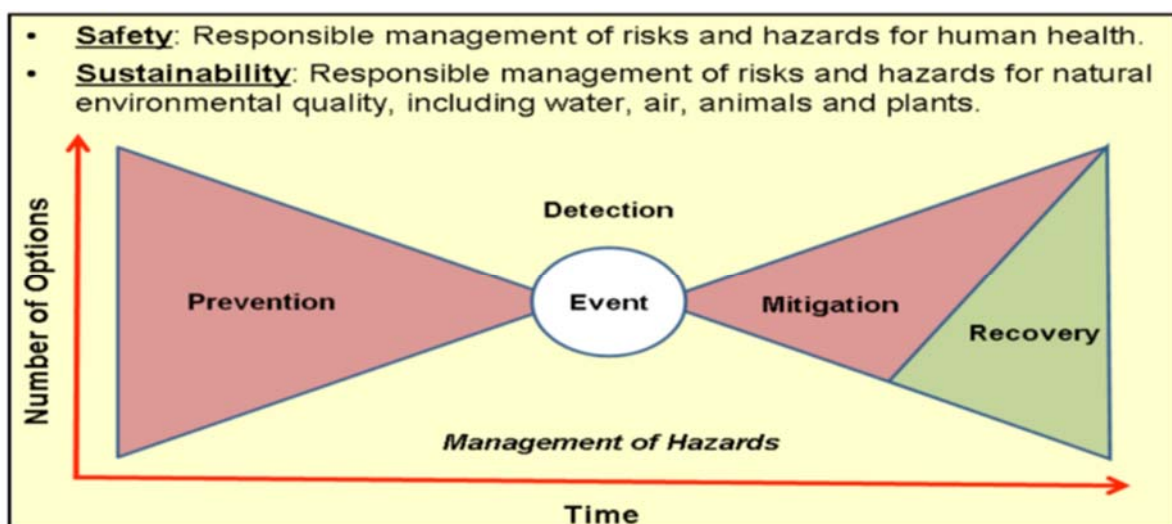 • Safety: Responsible management of risks and hazards for human health.
• Sustainability: Responsible management of risks and hazards for natural
environmental quality, including water, air, animals and plants.
Number of Options
Detection
Prevention
Event
Mitigation
Recovery
Management of Hazards
Time